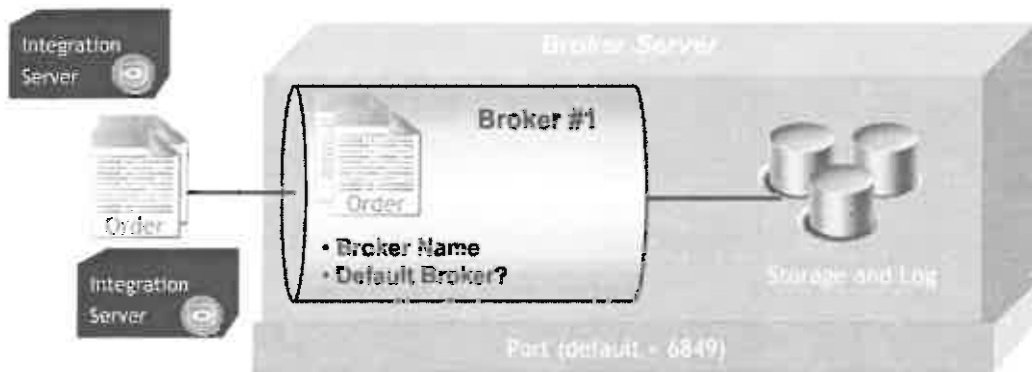 Integration
Server
Broker Server
Broker #1
Order
Order
• Broker Name
• Default Broker?
Integration
Server
Storage and Log
Port (default - 6849)